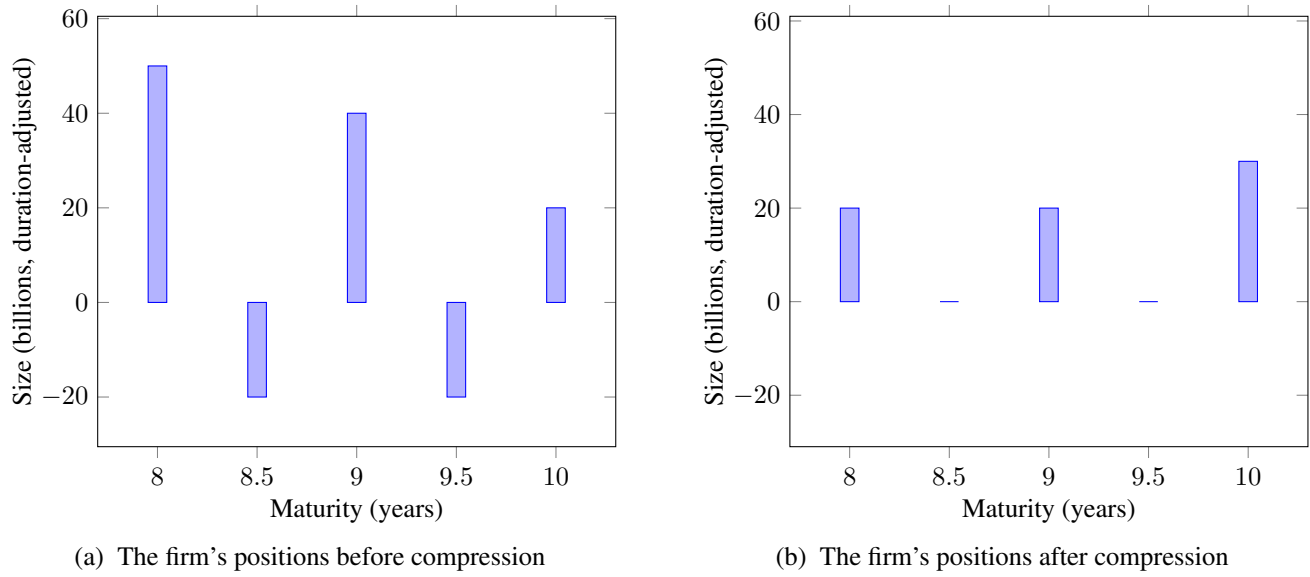 60
40
20
0
−20
8 8.5 9 9.5 10
Maturity (years)
Size (billions, duration-adjusted)
(a) The firm's positions before compression
60
40
20
0
−20
8 8.5 9 9.5 10
Maturity (years)
Size (billions, duration-adjusted)
(b) The firm's positions after compression